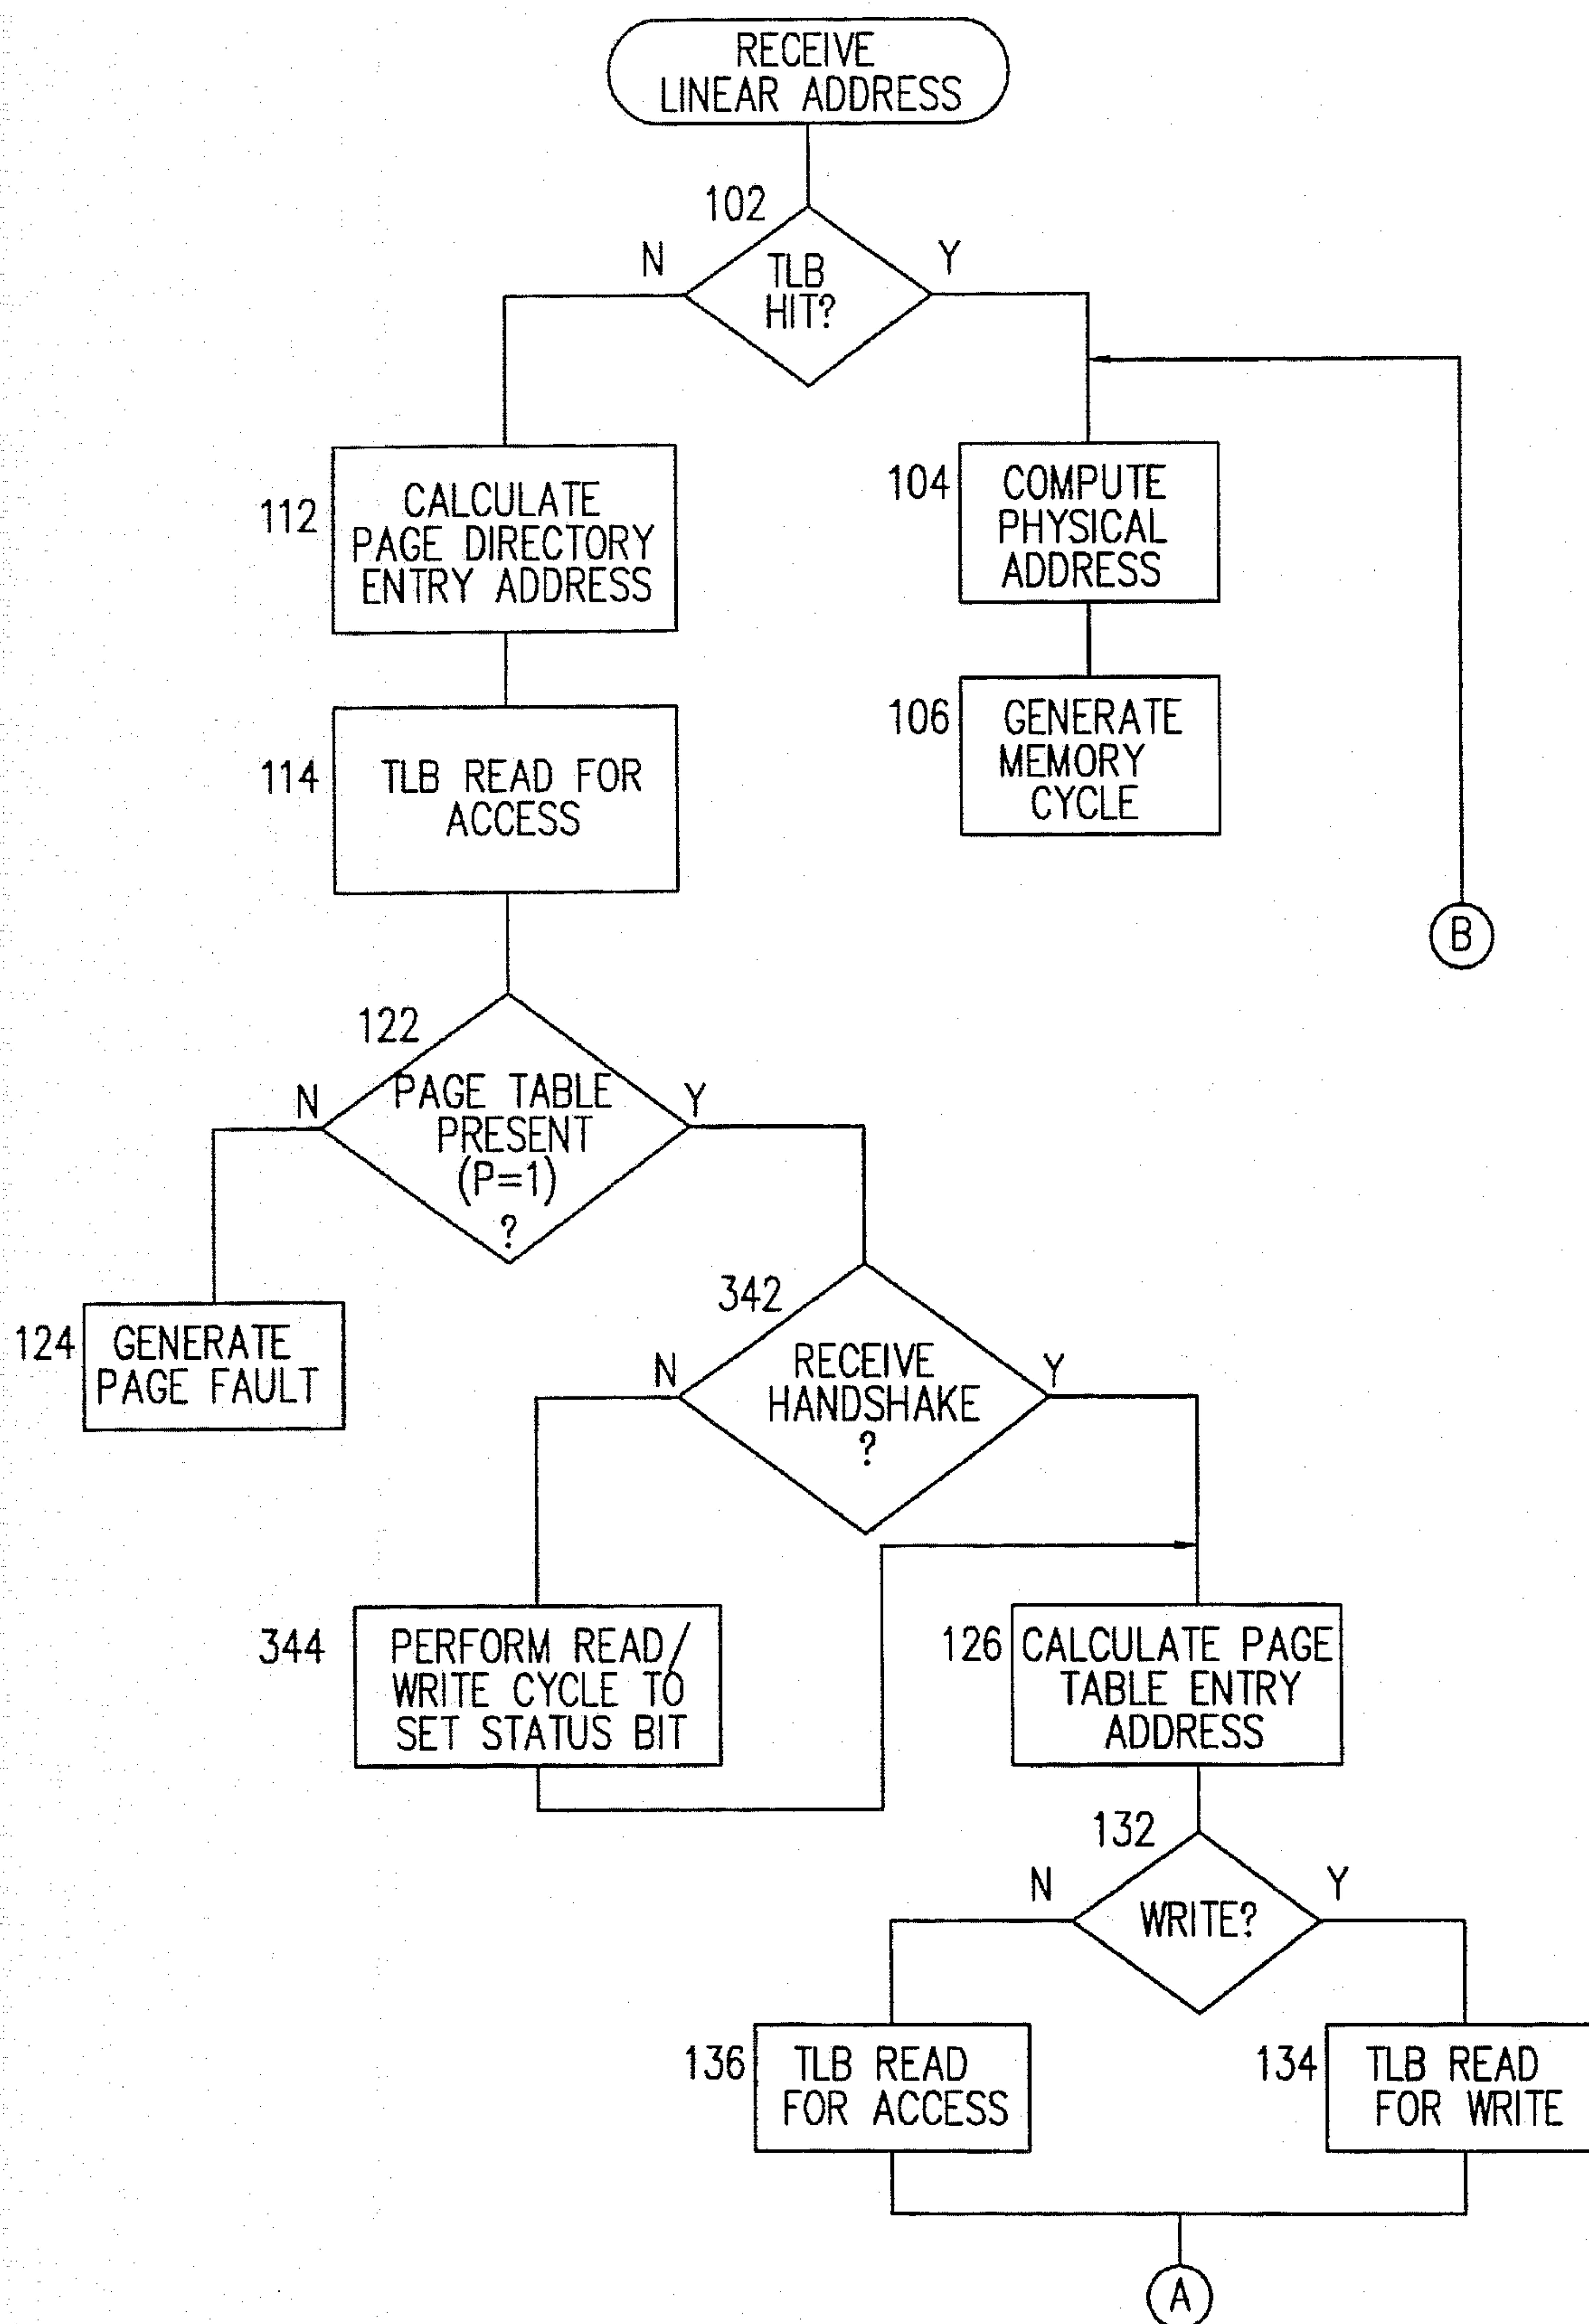 RECEIVE
LINEAR ADDRESS
102
N
Y
TLB
HIT?
112
CALCULATE
PAGE DIRECTORY
ENTRY ADDRESS
104
COMPUTE
PHYSICAL
ADDRESS
114
TLB READ FOR
ACCESS
106
GENERATE
MEMORY
CYCLE
B
122
N
Y
PAGE TABLE
PRESENT
(P=1)
?
124
GENERATE
PAGE FAULT
342
N
Y
RECEIVE
HANDSHAKE
?
344
PERFORM READ/
WRITE CYCLE TO
SET STATUS BIT
126
CALCULATE PAGE
TABLE ENTRY
ADDRESS
132
N
Y
WRITE?
136
TLB READ
FOR ACCESS
134
TLB READ
FOR WRITE
A